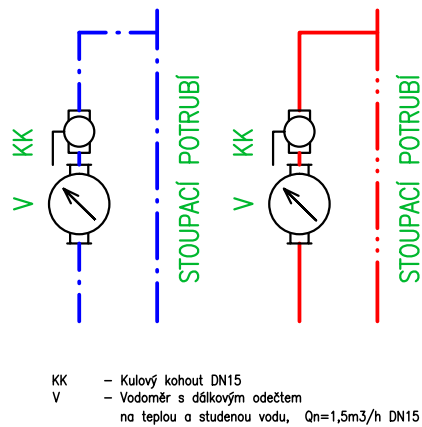 KK
V
STOUPACÍ POTRUBÍ
KK
V
STOUPACÍ POTRUBÍ
KK – Kulový kohout DN15
V – Vodoměr s dálkovým odečtem
na teplou a studenou vodu, Qn=1,5m3/h DN15